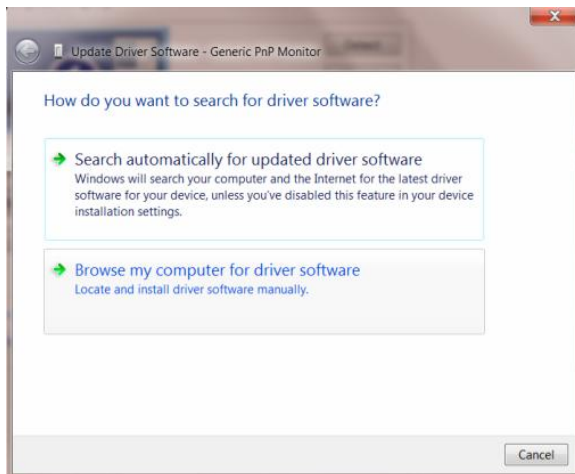 Update Driver Software - Generic PnP Monitor
How do you want to search for driver software?
Search automatically for updated driver software
Windows will search your computer and the Internet for the latest driver
software for your device, unless you've disabled this feature in your device
installation settings.
Browse my computer for driver software
Locate and install driver software manually.
Cancel